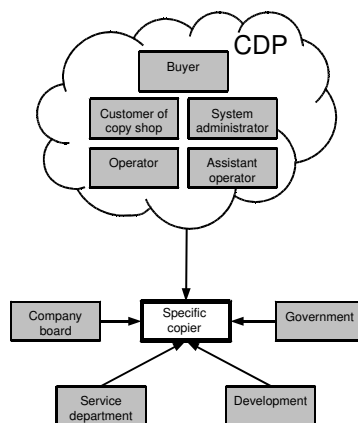 CDP
Buyer
Customer of
copy shop
System
administrator
Operator
Assistant
operator
Company
board
Specific
copier
Government
Service
department
Development